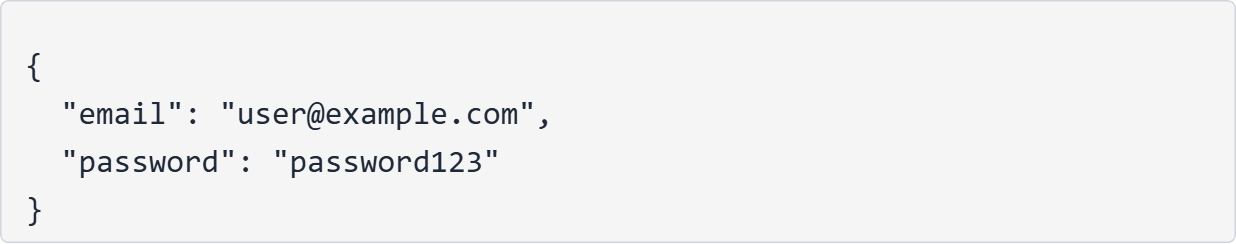 {
  "email": "user@example.com",
  "password": "password123"
}